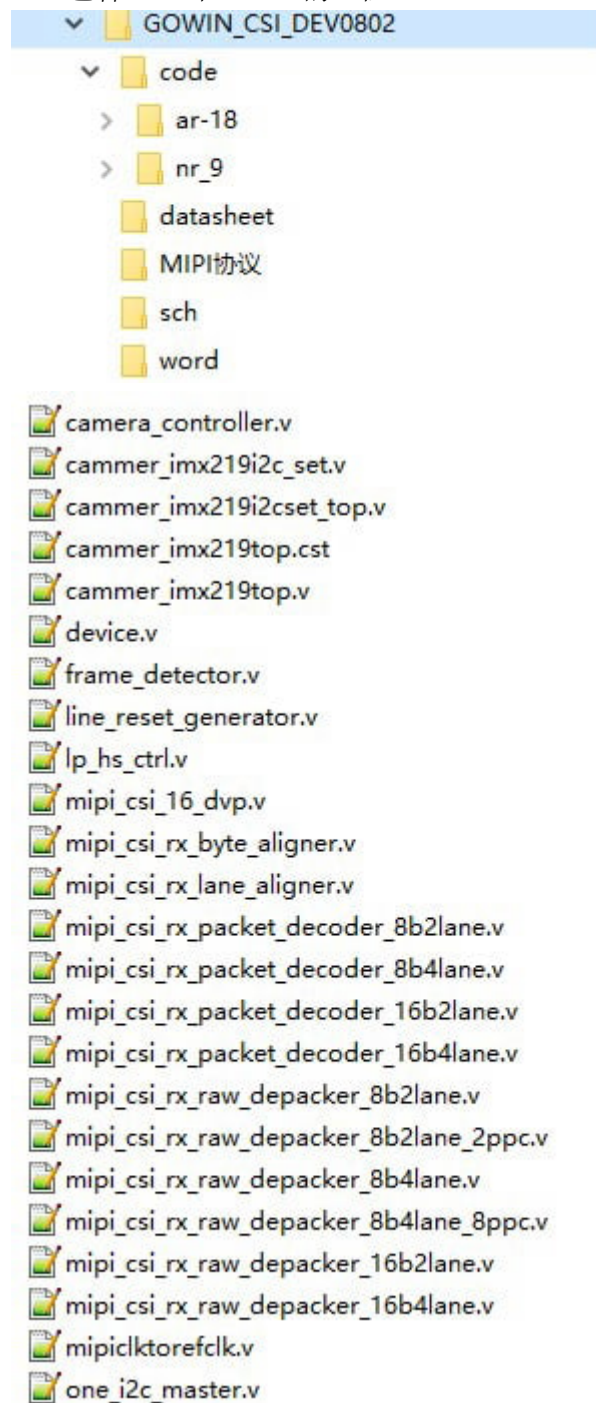 GOWIN_CSI_DEV0802
code
ar-18
nr_9
datasheet
MIPI协议
sch
word
camera_controller.v
cammer_imx219i2c_set.v
cammer_imx219i2cset_top.v
cammer_imx219top.cst
cammer_imx219top.v
device.v
frame_detector.v
line_reset_generator.v
lp_hs_ctrl.v
mipi_csi_16_dvp.v
mipi_csi_rx_byte_aligner.v
mipi_csi_rx_lane_aligner.v
mipi_csi_rx_packet_decoder_8b2lane.v
mipi_csi_rx_packet_decoder_8b4lane.v
mipi_csi_rx_packet_decoder_16b2lane.v
mipi_csi_rx_packet_decoder_16b4lane.v
mipi_csi_rx_raw_depacker_8b2lane.v
mipi_csi_rx_raw_depacker_8b2lane_2ppc.v
mipi_csi_rx_raw_depacker_8b4lane.v
mipi_csi_rx_raw_depacker_8b4lane_8ppc.v
mipi_csi_rx_raw_depacker_16b2lane.v
mipi_csi_rx_raw_depacker_16b4lane.v
mipiclktorefclk.v
one_i2c_master.v